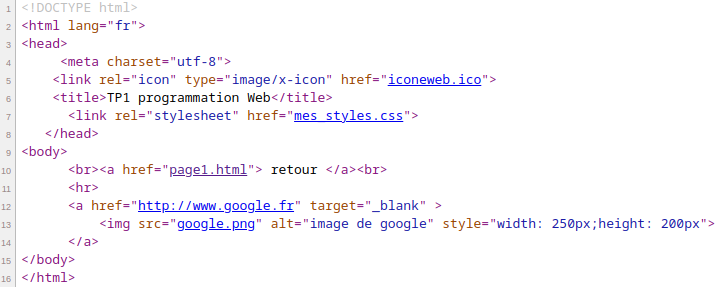 1 <!DOCTYPE html>
2 <html lang="fr">
3 <head>
4 <meta charset="utf-8">
5 <link rel="icon" type="image/x-icon" href="iconeweb.ico">
6 <title>TP1 programmation Web</title>
7 <link rel="stylesheet" href="mes_styles.css">
8 </head>
9 <body>
10 <br><a href="page1.html"> retour </a><br>
11 <hr>
12 <a href="http://www.google.fr" target="_blank" >
13 <img src="google.png" alt="image de google" style="width: 250px;height: 200px">
14 </a>
15 </body>
16 </html>